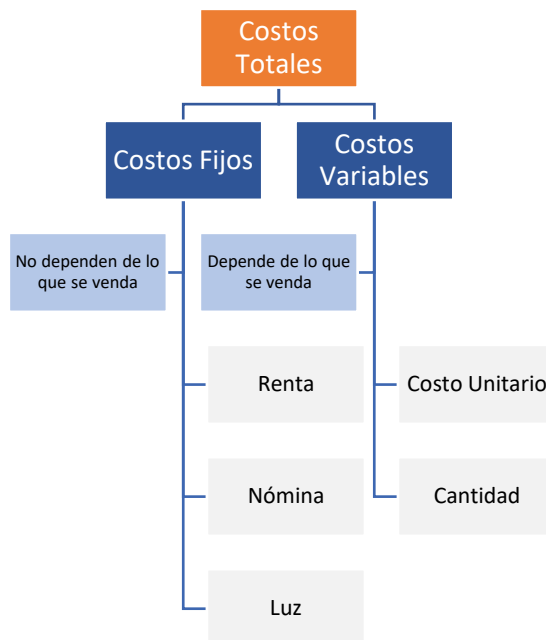 Costos
Totales
Costos Fijos
Costos
Variables
No dependen de lo
que se venda
Depende de lo que
se venda
Renta
Costo Unitario
Nómina
Cantidad
Luz